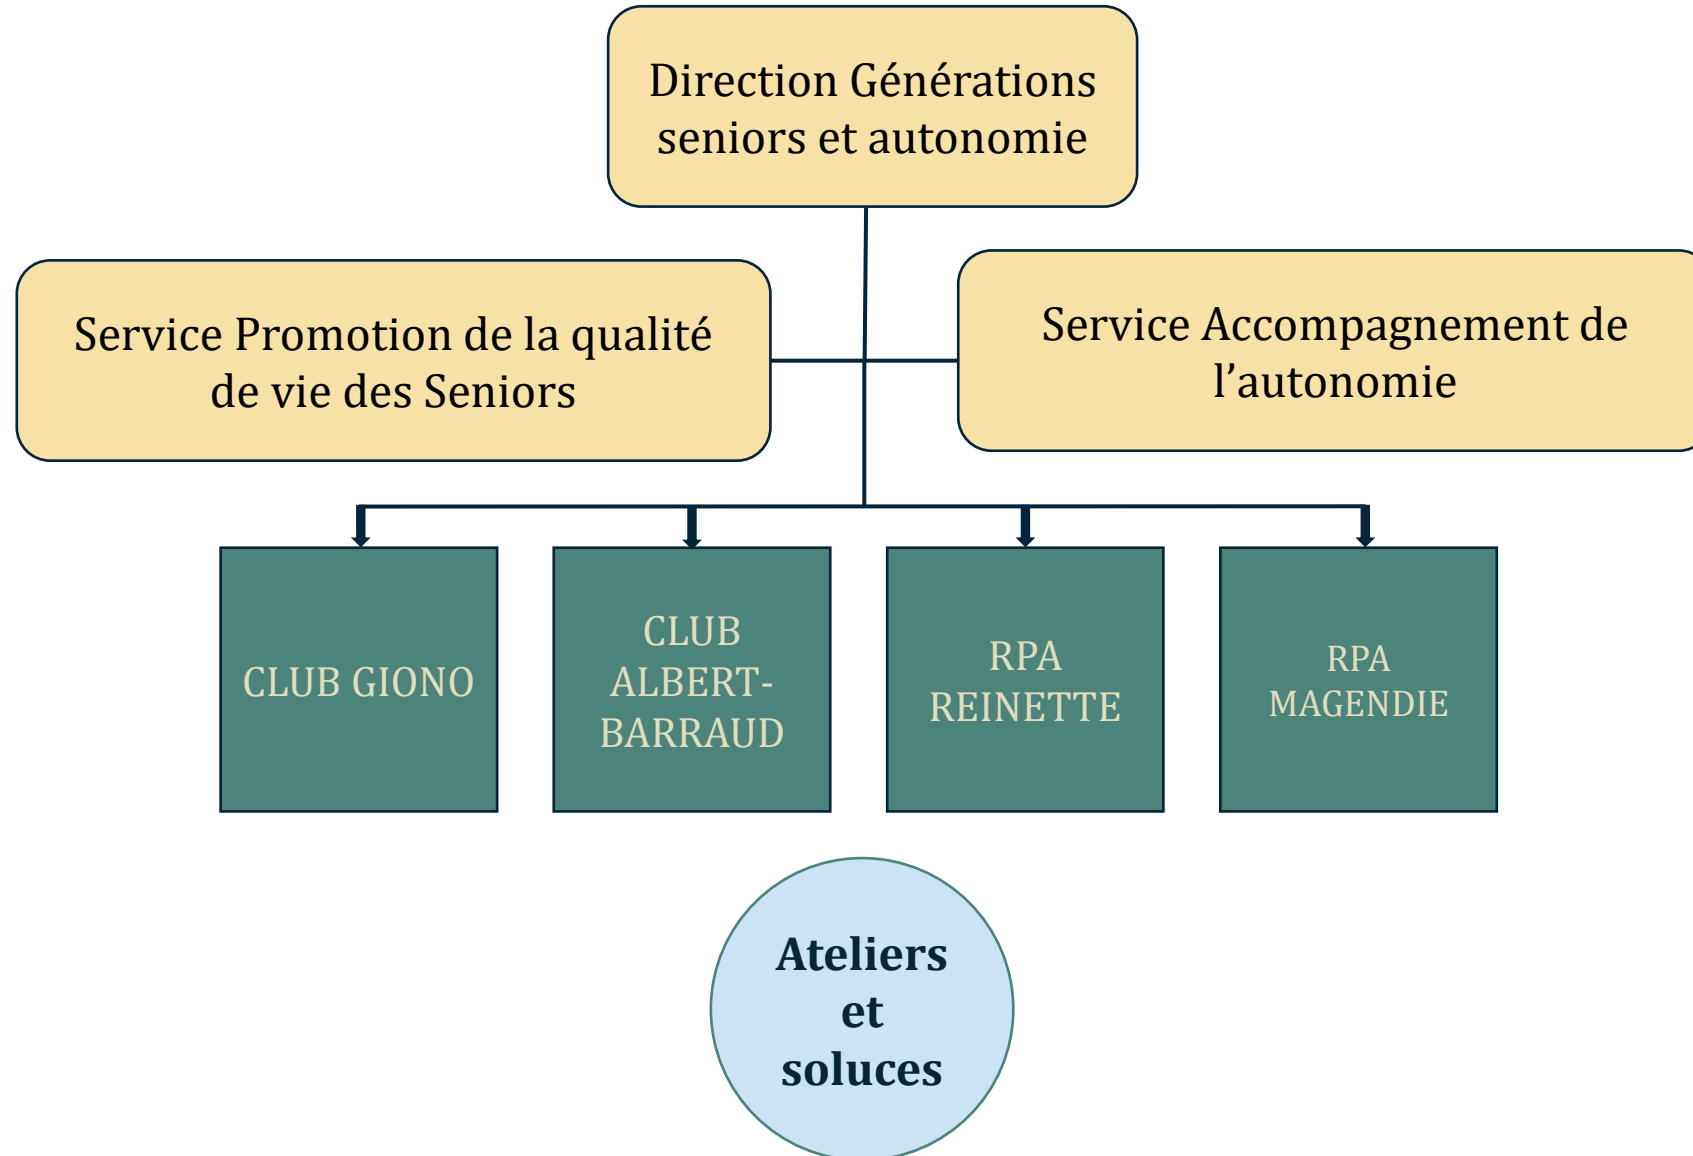 Direction Générations
seniors et autonomie
Service Promotion de la qualité
de vie des Seniors
Service Accompagnement de
l’autonomie
CLUB GIONO
CLUB
ALBERT-
BARRAUD
RPA
REINETTE
RPA
MAGENDIE
Ateliers
et
soluces